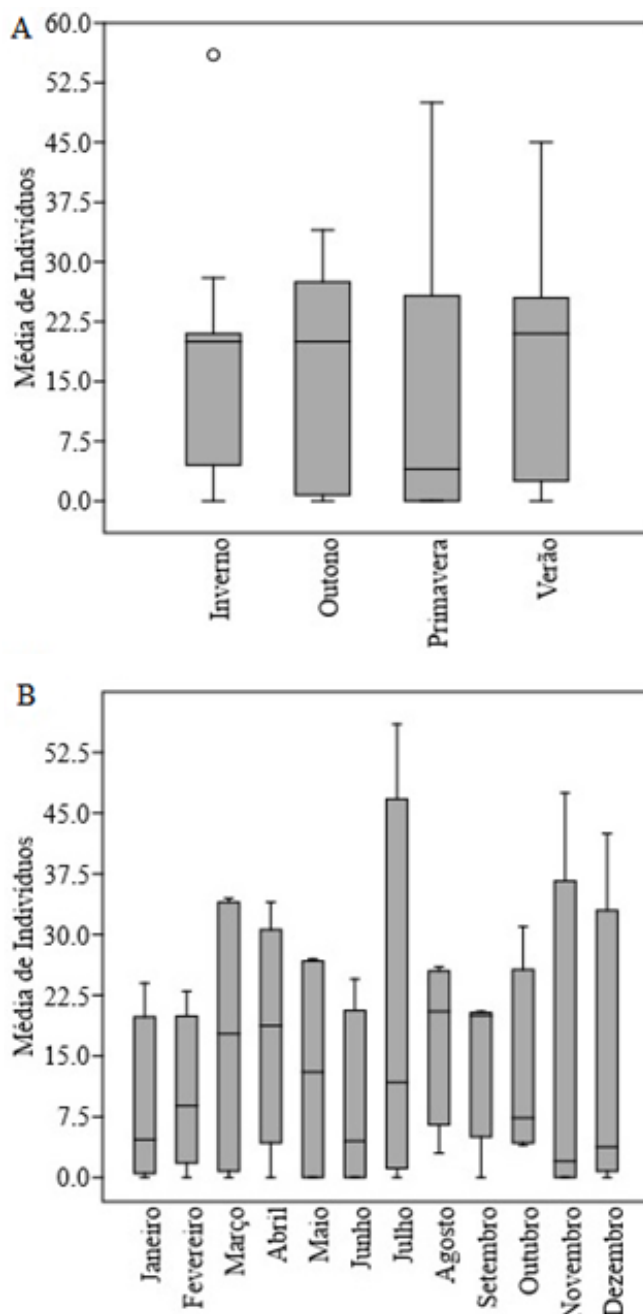 A
Média de Indivíduos
60.0
52.5
45.0
37.5
30.0
22.5
15.0
7.5
0.0
Inverno
Outono
Primavera
Verão
B
Média de Indivíduos
52.5
45.0
37.5
30.0
22.5
15.0
7.5
0.0
Janeiro
Fevereiro
Março
Abril
Maio
Junho
Julho
Agosto
Setembro
Outubro
Novembro
Dezembro